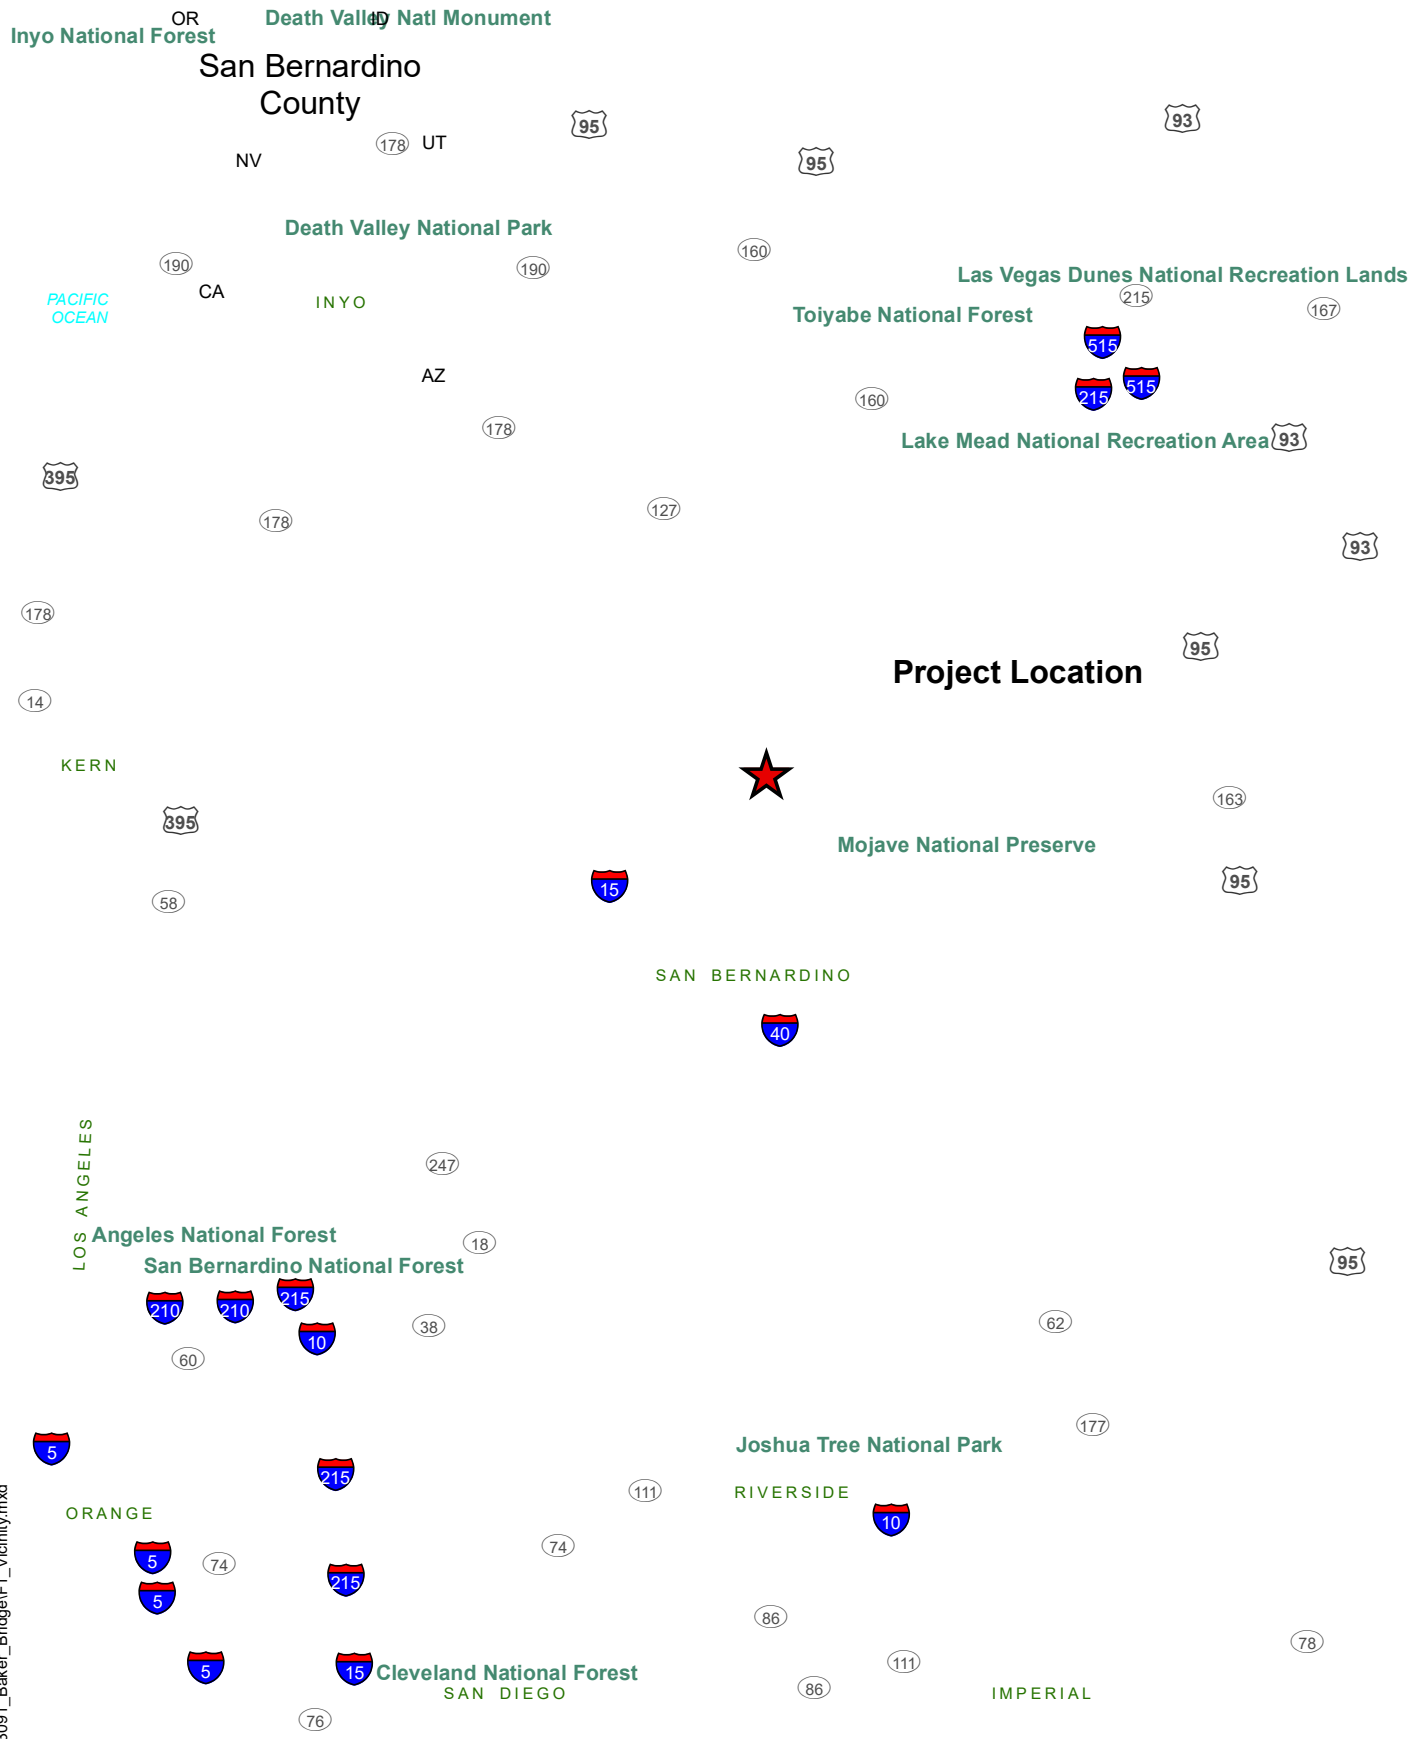 OR
Death Valley Natl Monument
ID
Inyo National Forest
San Bernardino
County
95
93
178
UT
NV
95
Death Valley National Park
160
190
190
Las Vegas Dunes National Recreation Lands
CA
PACIFIC
OCEAN
INYO
215
167
Toiyabe National Forest
515
AZ
515
215
160
178
Lake Mead National Recreation Area
93
395
127
178
93
178
95
Project Location
14
KERN
163
395
Mojave National Preserve
95
15
58
SAN BERNARDINO
40
LOS ANGELES
247
Angeles National Forest
18
San Bernardino National Forest
95
210
210
215
38
62
10
60
177
5
Joshua Tree National Park
215
111
RIVERSIDE
ORANGE
10
5
74
74
215
5
86
78
5
15
Cleveland National Forest
111
86
SAN DIEGO
IMPERIAL
76
_Baker_Bridge\F1_Vicinity.mxd